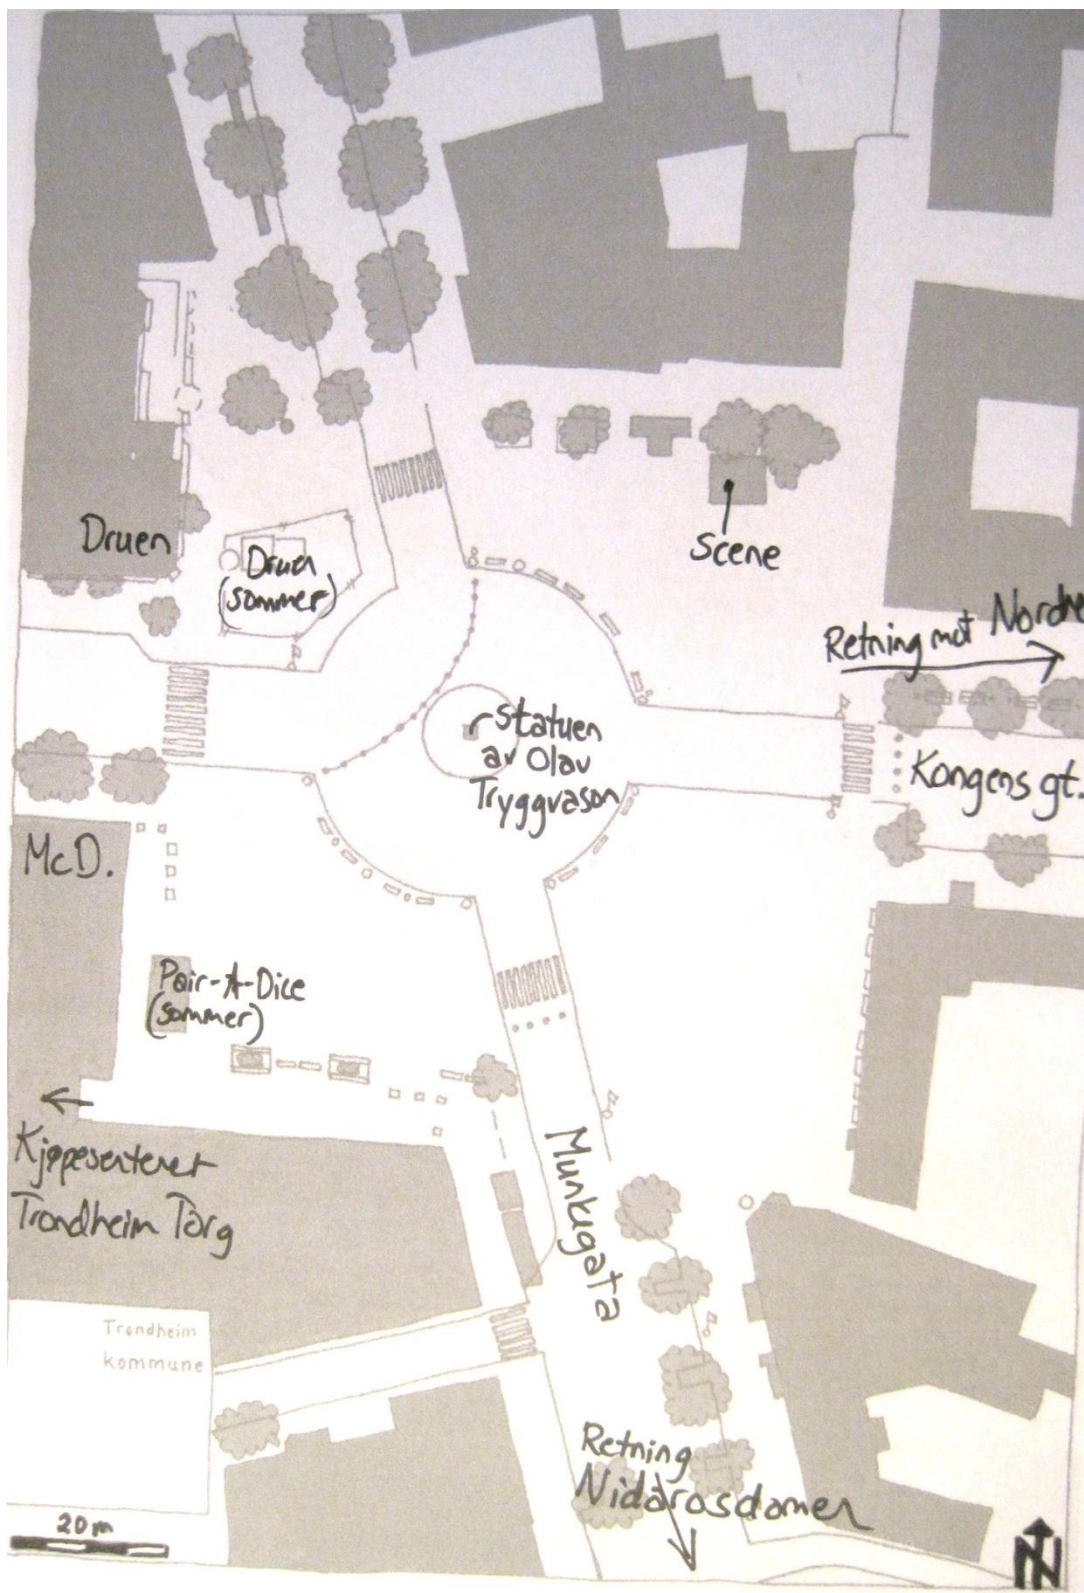 Druen
Druen
(sommer)
Scene
Retning mot Nordre
statuen
av Olav
Tryggvason
Kongens gt.
McD.
Pair-A-Dice
(sommer)
Kjøpesenteret
Trondheim Torg
Munkegata
Trondheim
kommune
Retning
Nidarosdomen
20 m
N